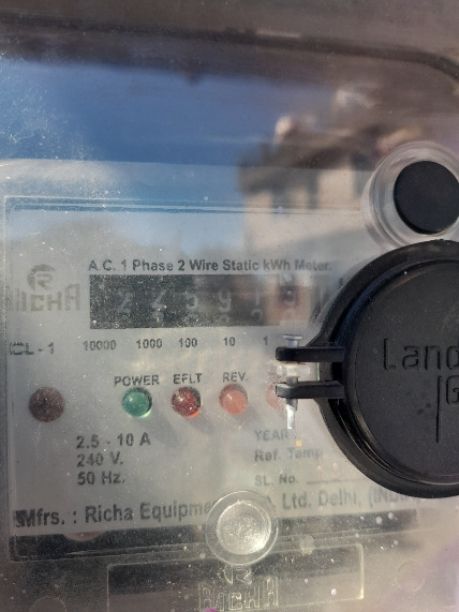 A.C. 1 Phase 2 Wire Static kWh Meter.
RICHA
CL - 1 10000 1000 100 10 1
POWER EFLT REV.
2.5 - 10 A
240 V.
50 Hz.
YEAR
Ref. Temp
SL. No.
Mfrs. : Richa Equipme Ltd. Delhi,
RICHA
Land